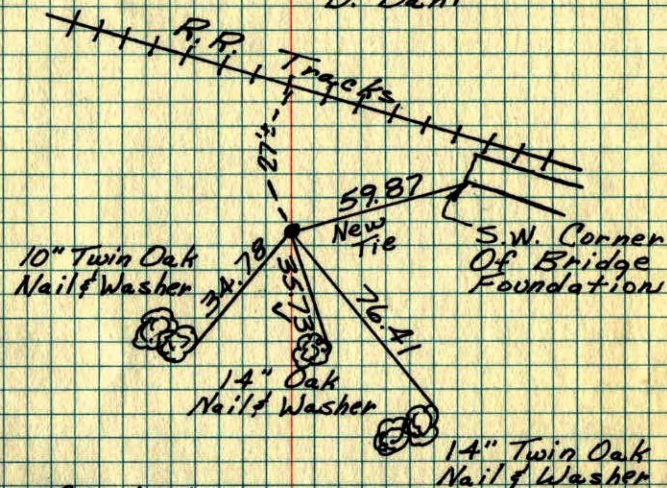 D. Dahl
R.R. Tracks
27'±
59.87
New
Tie
S.W. Corner
Of Bridge
Foundation
10" Twin Oak
Nail & Washer
34.78
35.73
76.41
14" Oak
Nail & Washer
14" Twin Oak
Nail & Washer